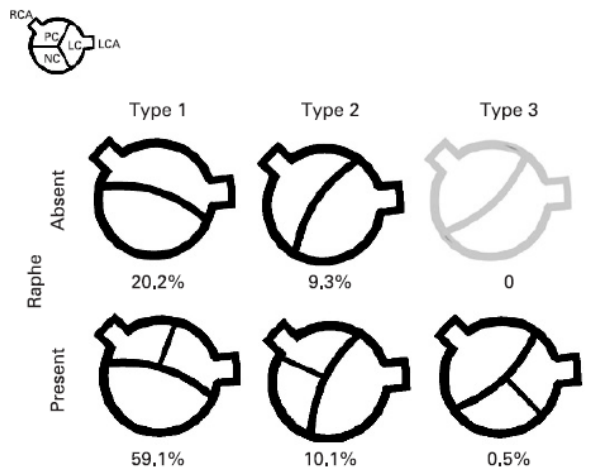 RCA
PC
LC
LCA
NC
Type 1 Type 2 Type 3
Absent
20,2% 9,3% 0
Raphe
Present
59,1% 10,1% 0,5%